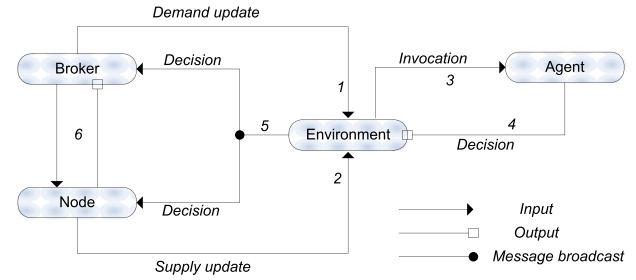 Demand update
Broker
Decision
Invocation
3
Agent
1
6
5
Environment
4
Decision
2
Node
Decision
Input
Output
Message broadcast
Supply update